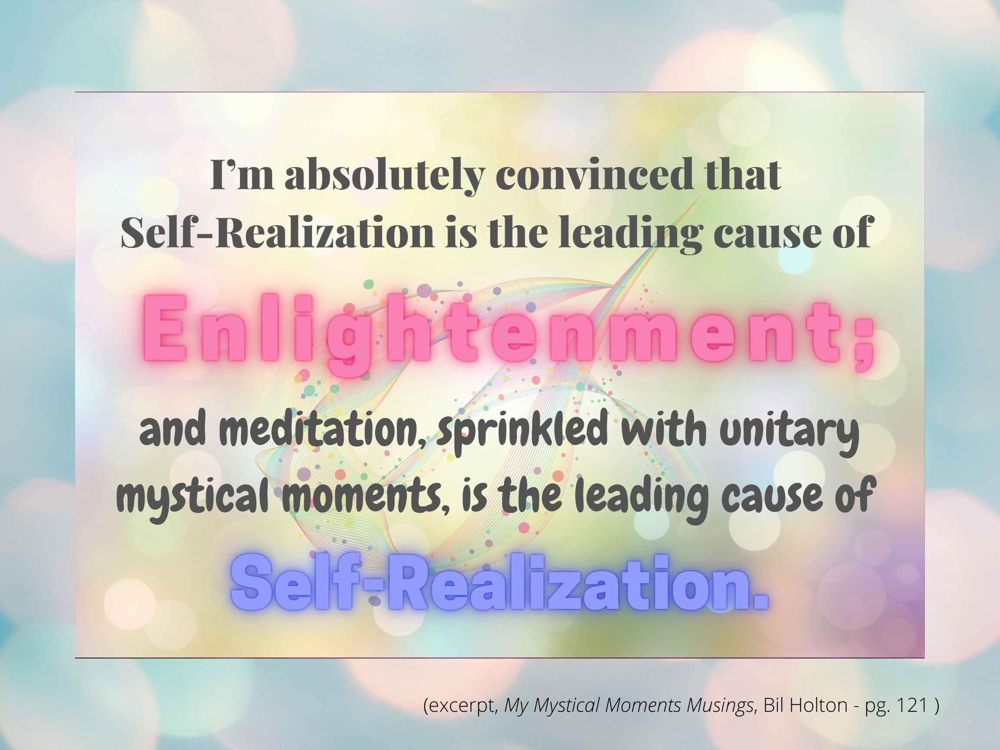 I’m absolutely convinced that
Self-Realization is the leading cause of
Enlightenment;
and meditation, sprinkled with unitary
mystical moments, is the leading cause of
Self-Realization.
(excerpt, My Mystical Moments Musings, Bil Holton - pg. 121 )